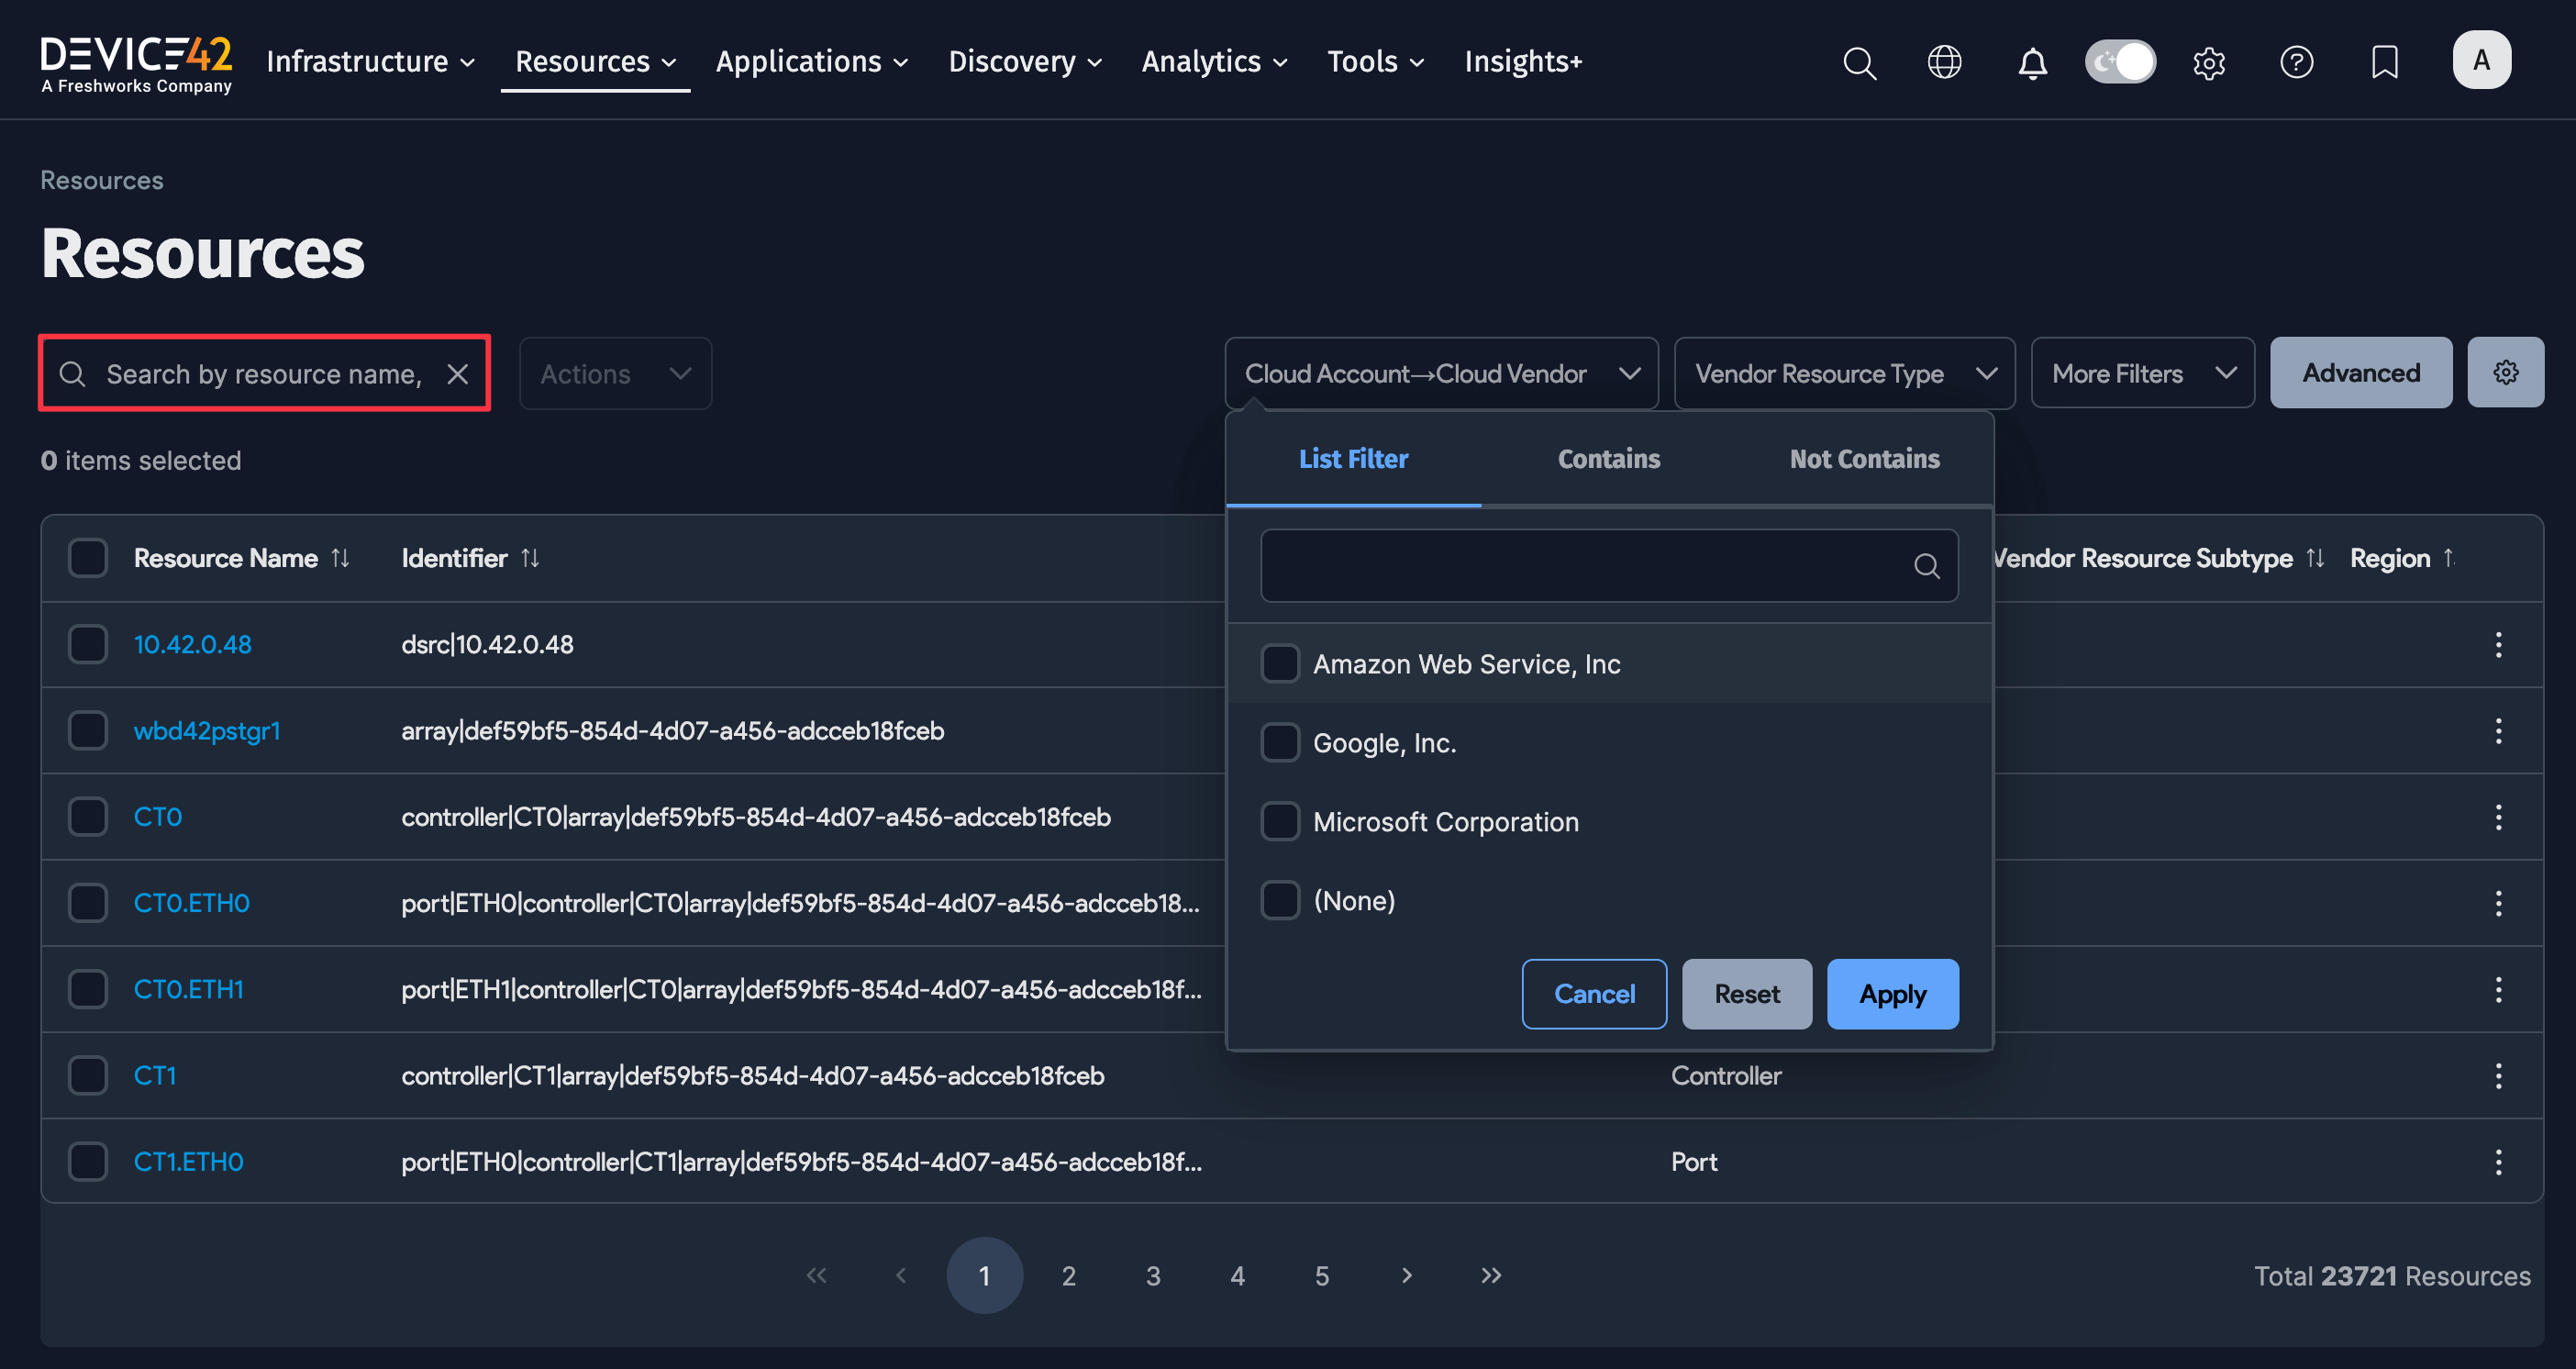 DEVICE42
A Freshworks Company
Infrastructure
Resources
Applications
Discovery
Analytics
Tools
Insights+
A
Resources
Resources
Search by resource name,
Actions
Cloud Account→Cloud Vendor
Vendor Resource Type
More Filters
Advanced
0 items selected
List Filter
Contains
Not Contains
Amazon Web Service, Inc
Google, Inc.
Microsoft Corporation
(None)
Cancel
Reset
Apply
Resource Name
Identifier
Vendor Resource Subtype
Region
10.42.0.48
dsrc|10.42.0.48
wbd42pstgr1
array|def59bf5-854d-4d07-a456-adcceb18fceb
CT0
controller|CT0|array|def59bf5-854d-4d07-a456-adcceb18fceb
CT0.ETH0
port|ETH0|controller|CT0|array|def59bf5-854d-4d07-a456-adcceb18...
CT0.ETH1
port|ETH1|controller|CT0|array|def59bf5-854d-4d07-a456-adcceb18f...
CT1
controller|CT1|array|def59bf5-854d-4d07-a456-adcceb18fceb
Controller
CT1.ETH0
port|ETH0|controller|CT1|array|def59bf5-854d-4d07-a456-adcceb18f...
Port
1
2
3
4
5
Total 23721 Resources